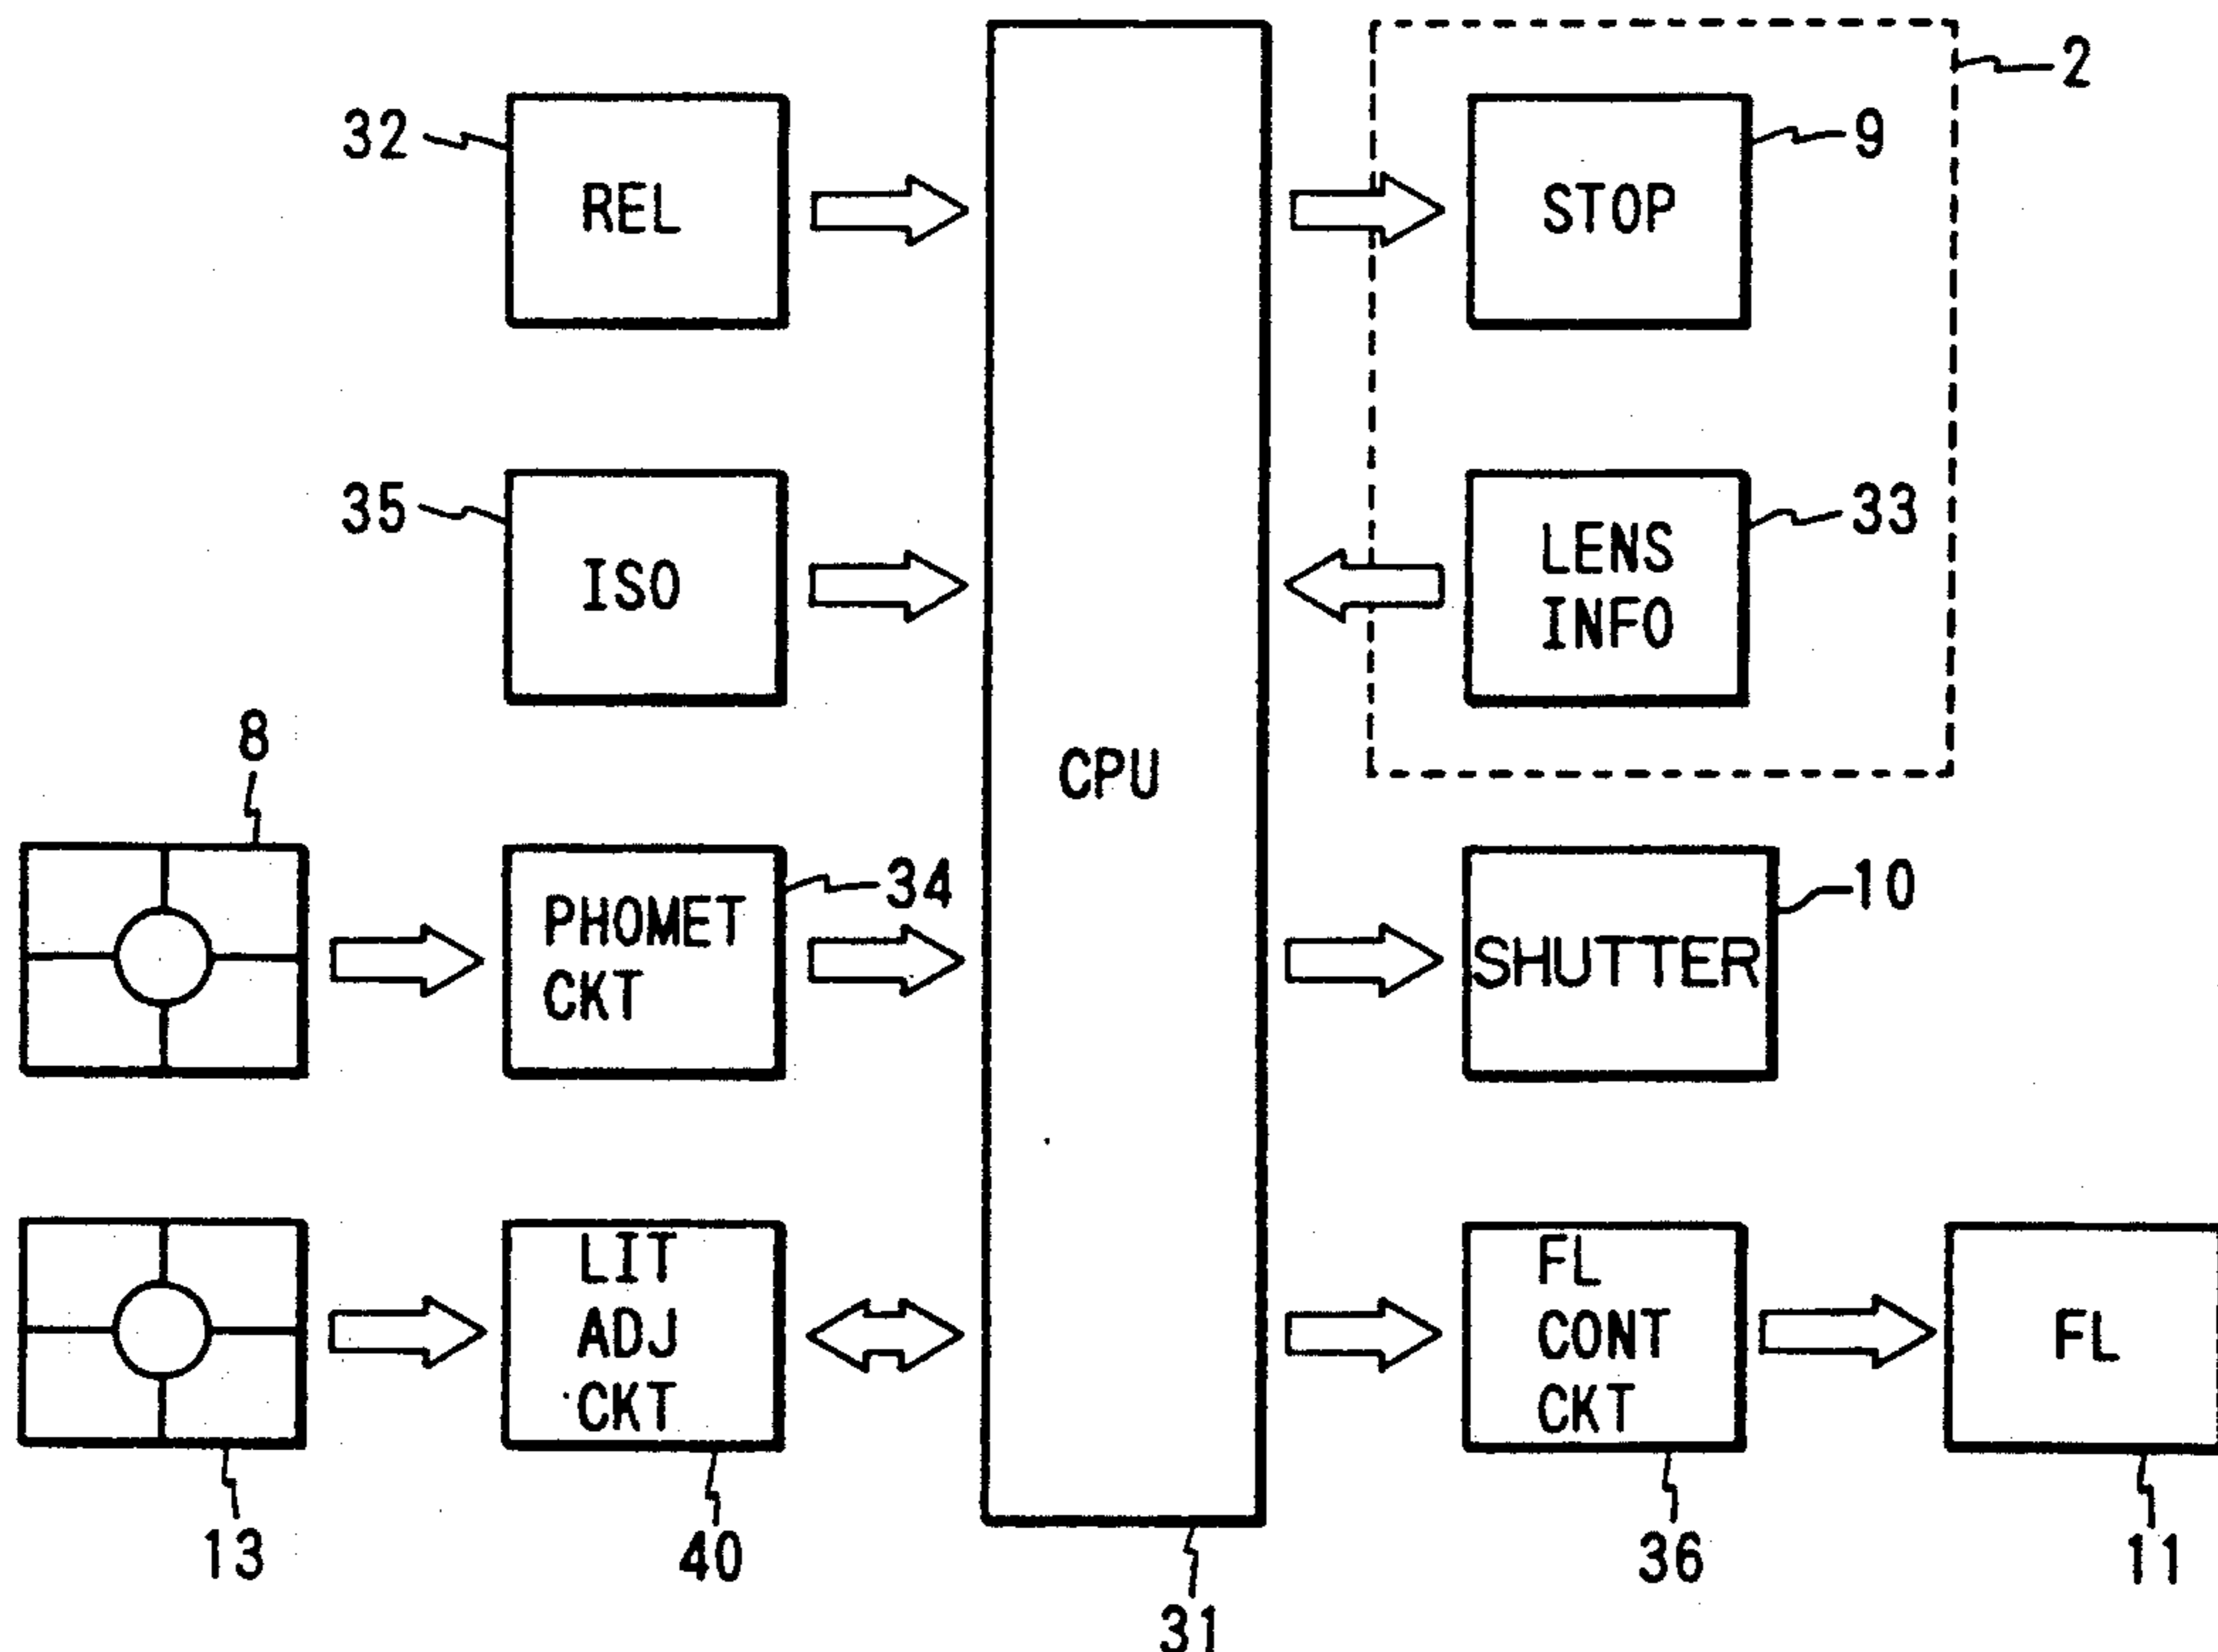 2
32
REL
STOP
9
35
ISO
LENS
INFO
33
CPU
8
PHOMET
CKT
34
SHUTTER
10
LIT
ADJ
CKT
FL
CONT
CKT
FL
13
40
31
36
11